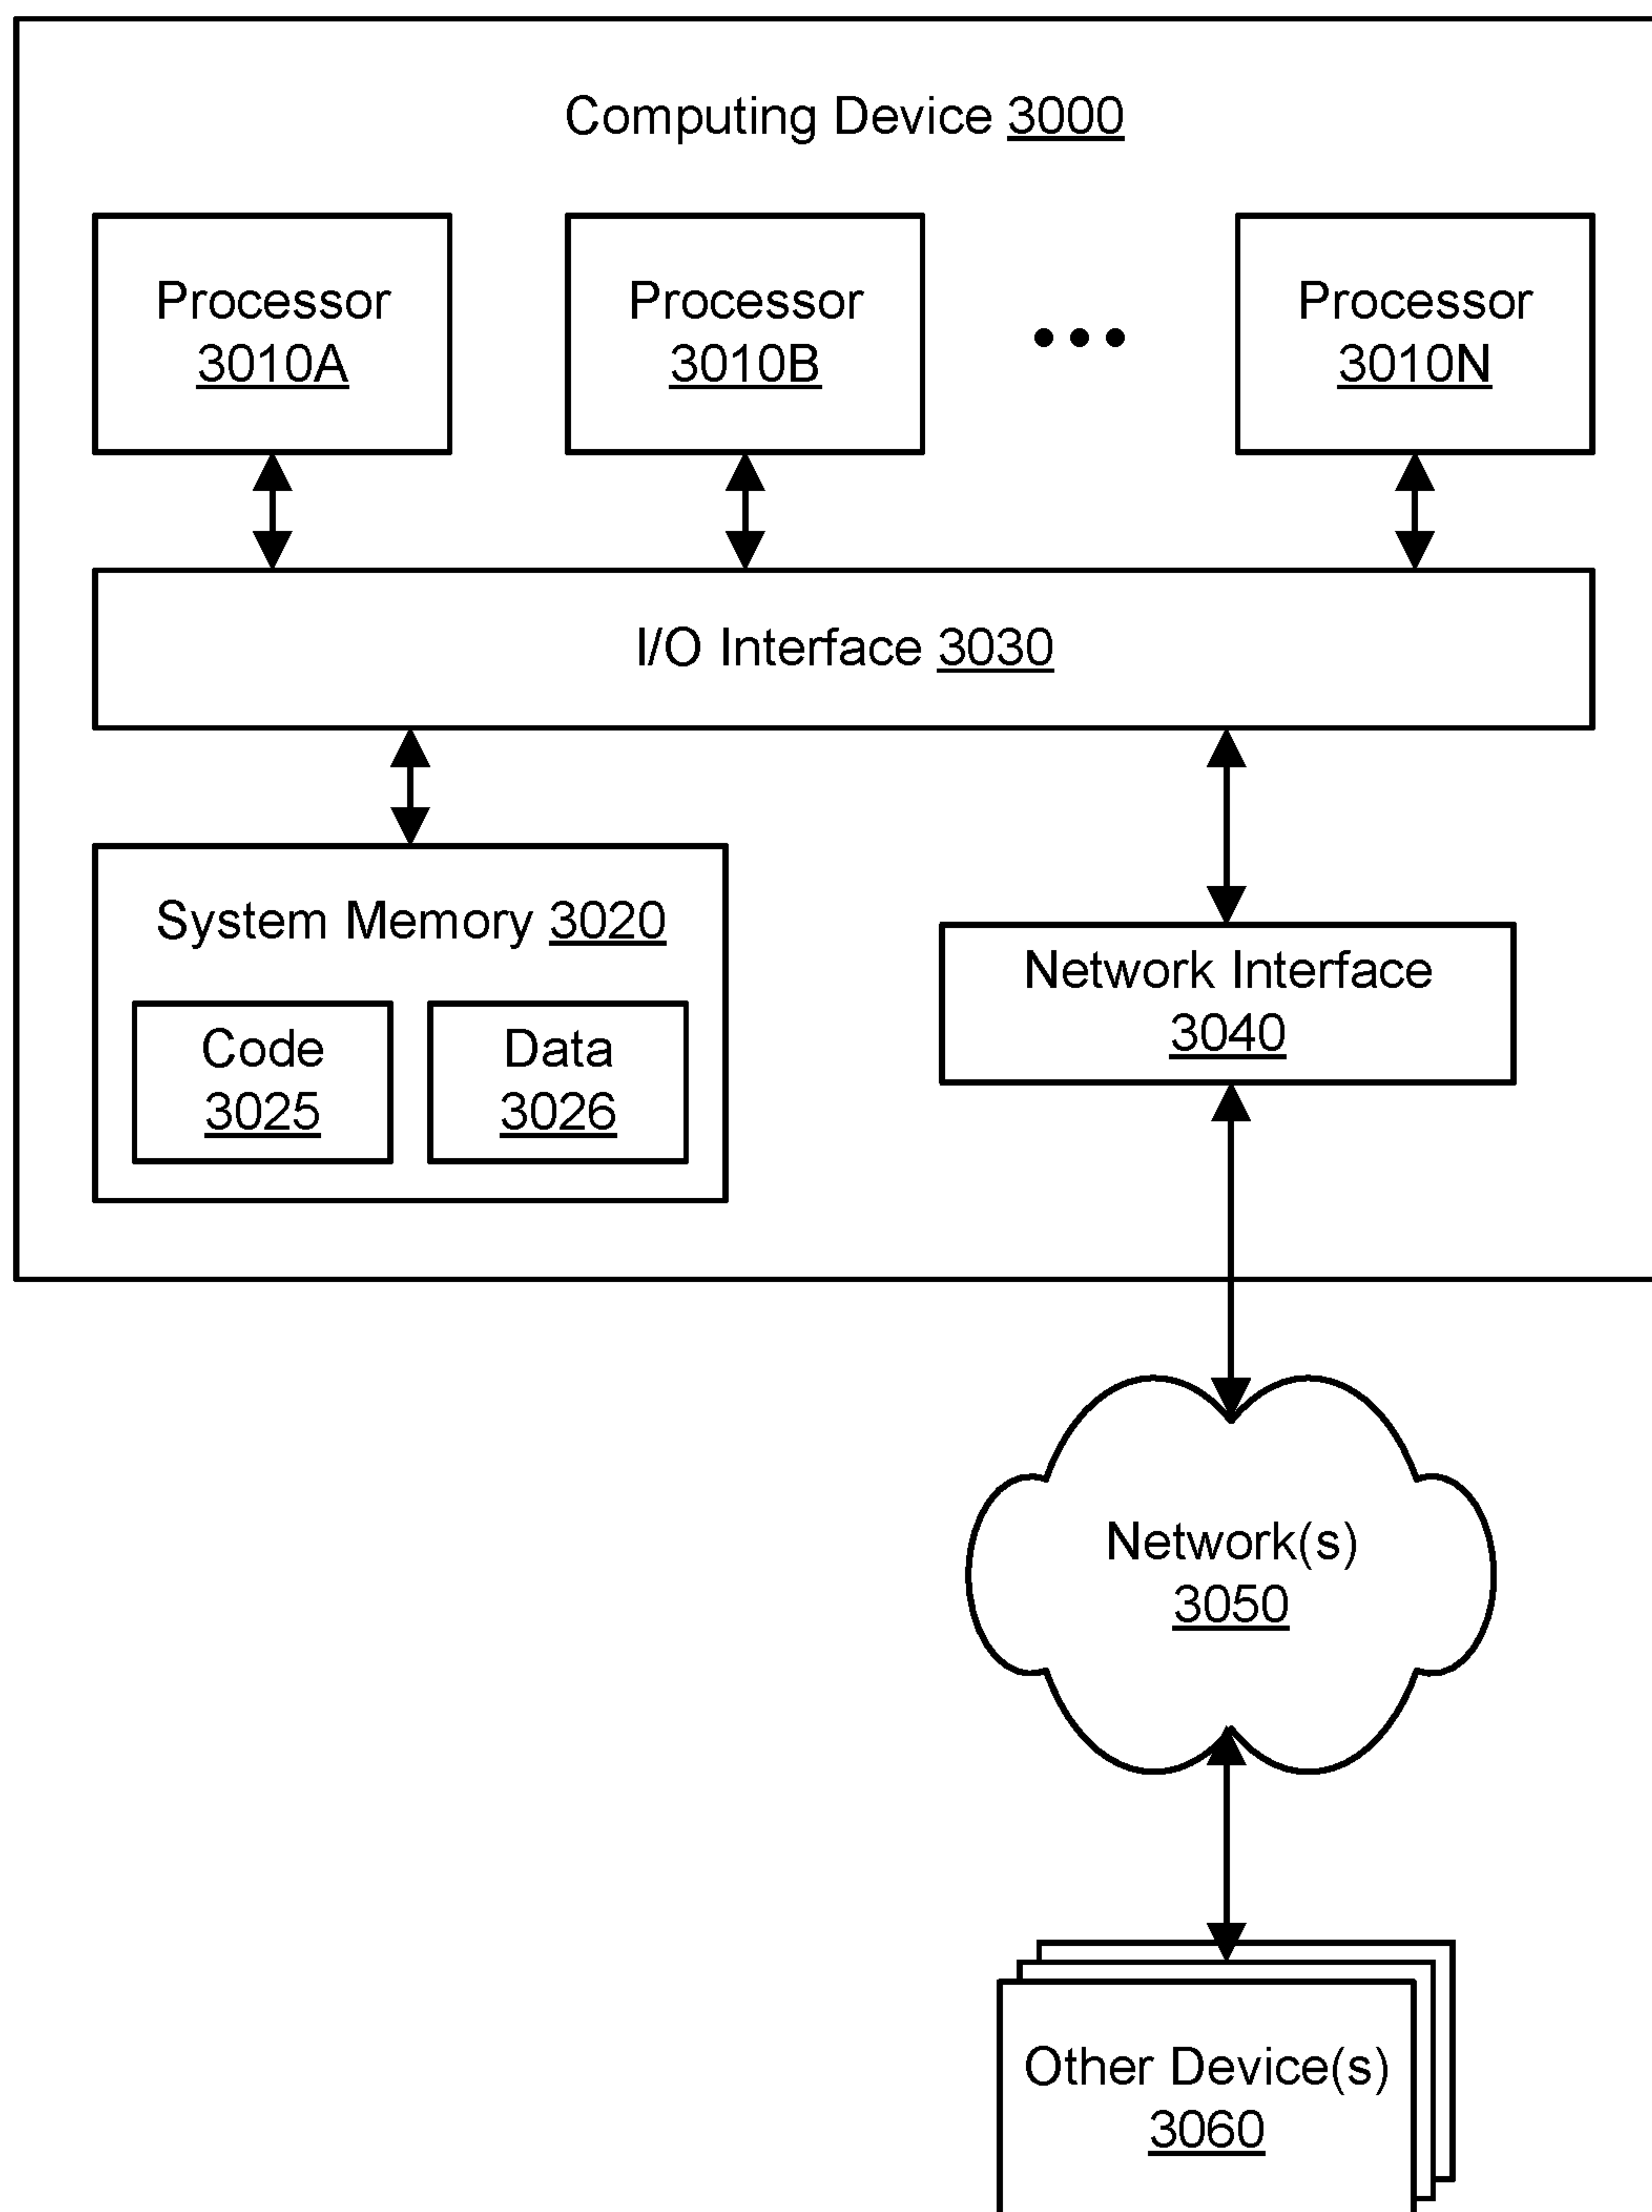 Computing Device 3000
Processor
3010A
Processor
3010B
Processor
3010N
I/O Interface 3030
System Memory 3020
Code
3025
Data
3026
Network Interface
3040
Network(s)
3050
Other Device(s)
3060